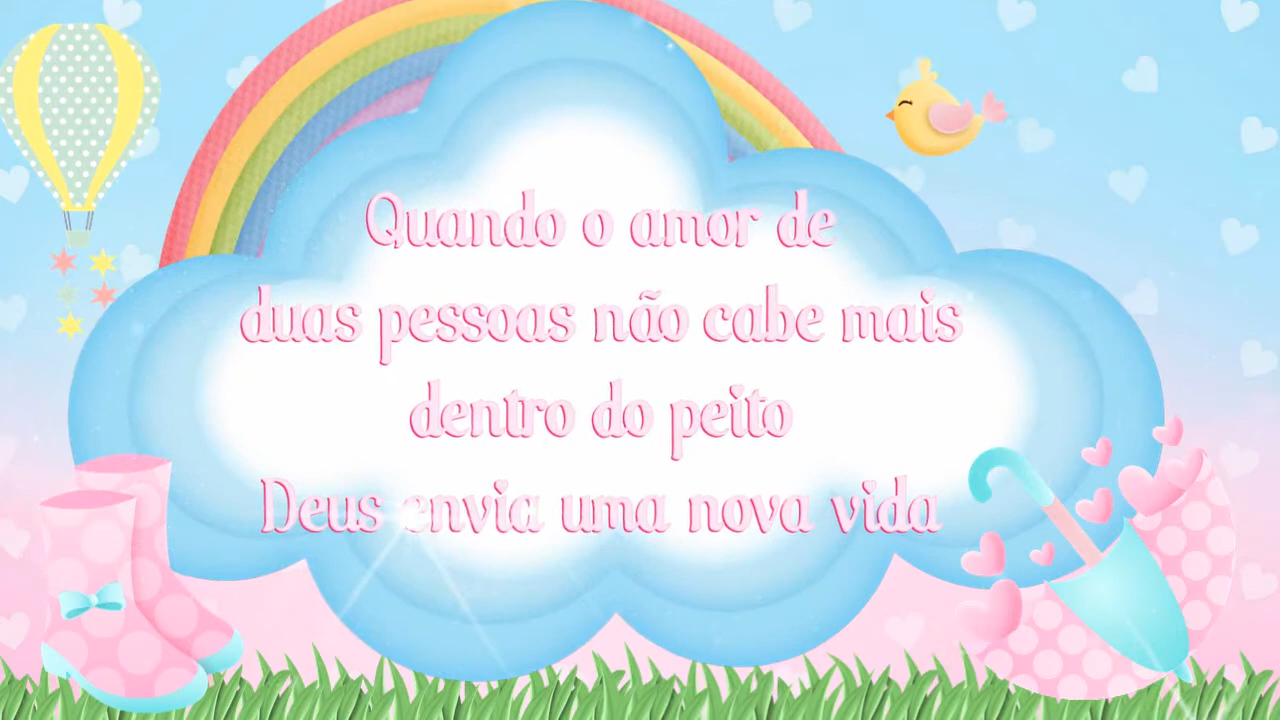 Quando o amor de
duas pessoas não cabe mais
dentro do peito
Deus envia uma nova vida